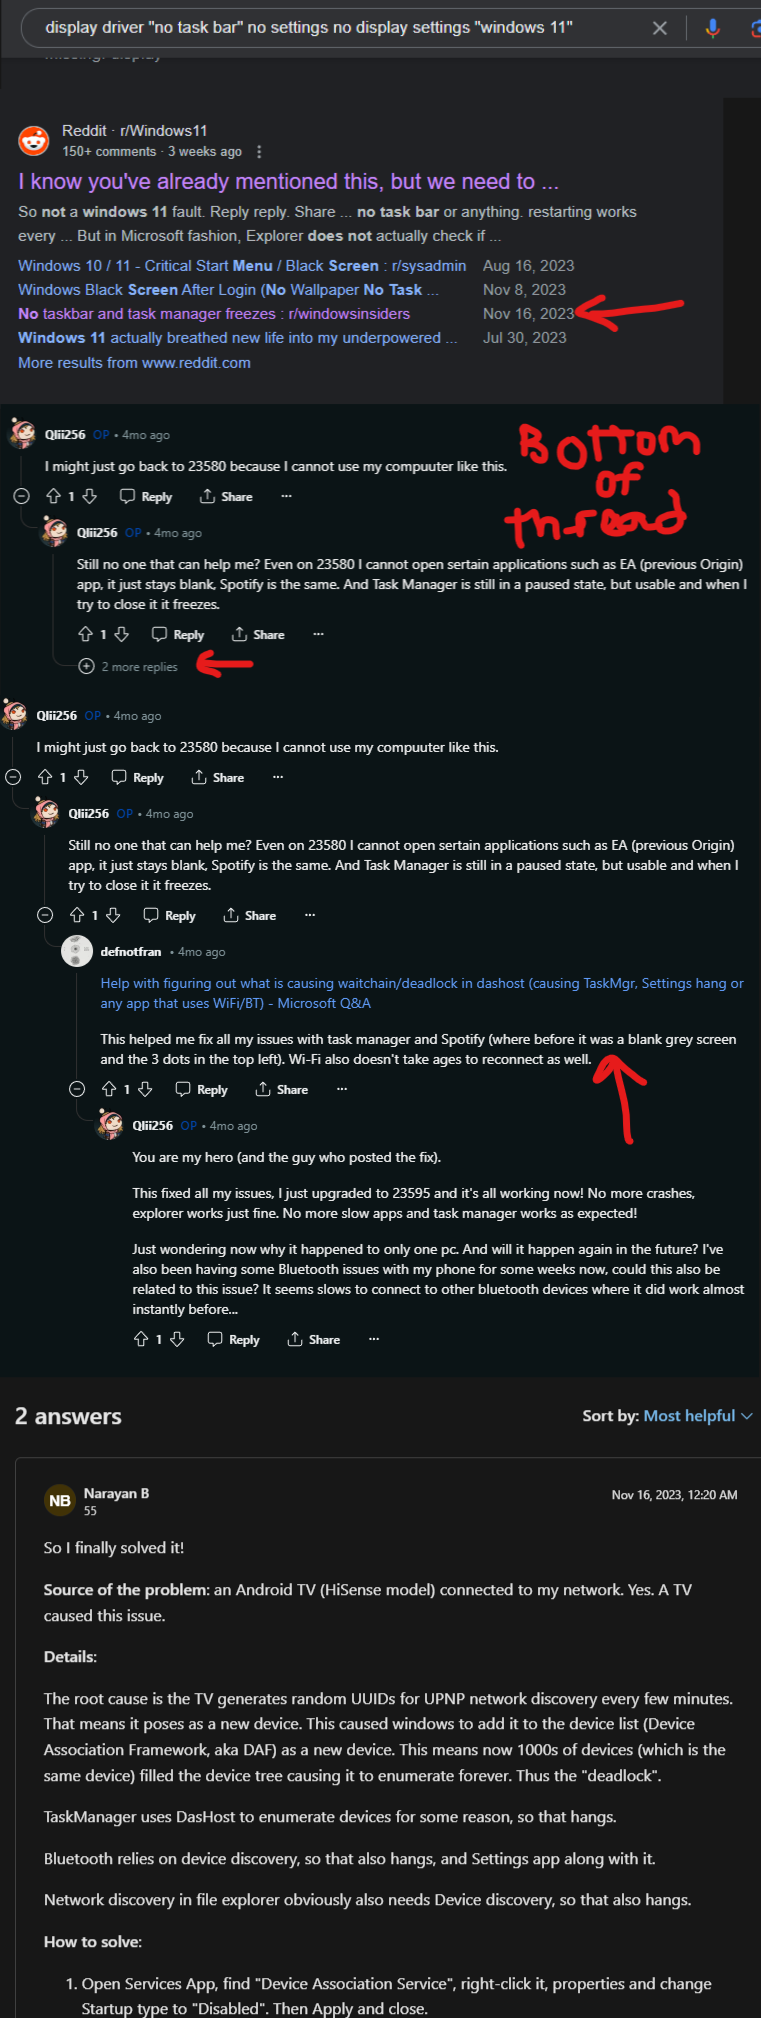 display driver "no task bar" no settings no display settings "windows 11"
Reddit · r/Windows11
150+ comments · 3 weeks ago
I know you've already mentioned this, but we need to ...
So not a windows 11 fault. Reply reply. Share ... no task bar or anything. restarting works
every ... But in Microsoft fashion, Explorer does not actually check if ...
Windows 10 / 11 - Critical Start Menu / Black Screen : r/sysadmin Aug 16, 2023
Windows Black Screen After Login (No Wallpaper No Task ... Nov 8, 2023
No taskbar and task manager freezes : r/windowsinsiders Nov 16, 2023
Windows 11 actually breathed new life into my underpowered ... Jul 30, 2023
More results from www.reddit.com
Bottom
of
thread
Qlii256 OP • 4mo ago
I might just go back to 23580 because I cannot use my compuuter like this.
1 Reply Share ...
Qlii256 OP • 4mo ago
Still no one that can help me? Even on 23580 I cannot open sertain applications such as EA (previous Origin)
app, it just stays blank, Spotify is the same. And Task Manager is still in a paused state, but usable and when I
try to close it it freezes.
1 Reply Share ...
2 more replies
Qlii256 OP • 4mo ago
I might just go back to 23580 because I cannot use my compuuter like this.
1 Reply Share ...
Qlii256 OP • 4mo ago
Still no one that can help me? Even on 23580 I cannot open sertain applications such as EA (previous Origin)
app, it just stays blank, Spotify is the same. And Task Manager is still in a paused state, but usable and when I
try to close it it freezes.
1 Reply Share ...
defnotfran • 4mo ago
Help with figuring out what is causing waitchain/deadlock in dashost (causing TaskMgr, Settings hang or
any app that uses WiFi/BT) - Microsoft Q&A
This helped me fix all my issues with task manager and Spotify (where before it was a blank grey screen
and the 3 dots in the top left). Wi-Fi also doesn't take ages to reconnect as well.
1 Reply Share ...
Qlii256 OP • 4mo ago
You are my hero (and the guy who posted the fix).
This fixed all my issues, I just upgraded to 23595 and it's all working now! No more crashes,
explorer works just fine. No more slow apps and task manager works as expected!
Just wondering now why it happened to only one pc. And will it happen again in the future? I've
also been having some Bluetooth issues with my phone for some weeks now, could this also be
related to this issue? It seems slows to connect to other bluetooth devices where it did work almost
instantly before...
1 Reply Share ...
2 answers
Sort by: Most helpful
NB
Narayan B
55
Nov 16, 2023, 12:20 AM
So I finally solved it!
Source of the problem: an Android TV (HiSense model) connected to my network. Yes. A TV
caused this issue.
Details:
The root cause is the TV generates random UUIDs for UPNP network discovery every few minutes.
That means it poses as a new device. This caused windows to add it to the device list (Device
Association Framework, aka DAF) as a new device. This means now 1000s of devices (which is the
same device) filled the device tree causing it to enumerate forever. Thus the "deadlock".
TaskManager uses DasHost to enumerate devices for some reason, so that hangs.
Bluetooth relies on device discovery, so that also hangs, and Settings app along with it.
Network discovery in file explorer obviously also needs Device discovery, so that also hangs.
How to solve:
1. Open Services App, find "Device Association Service", right-click it, properties and change
Startup type to "Disabled". Then Apply and close.